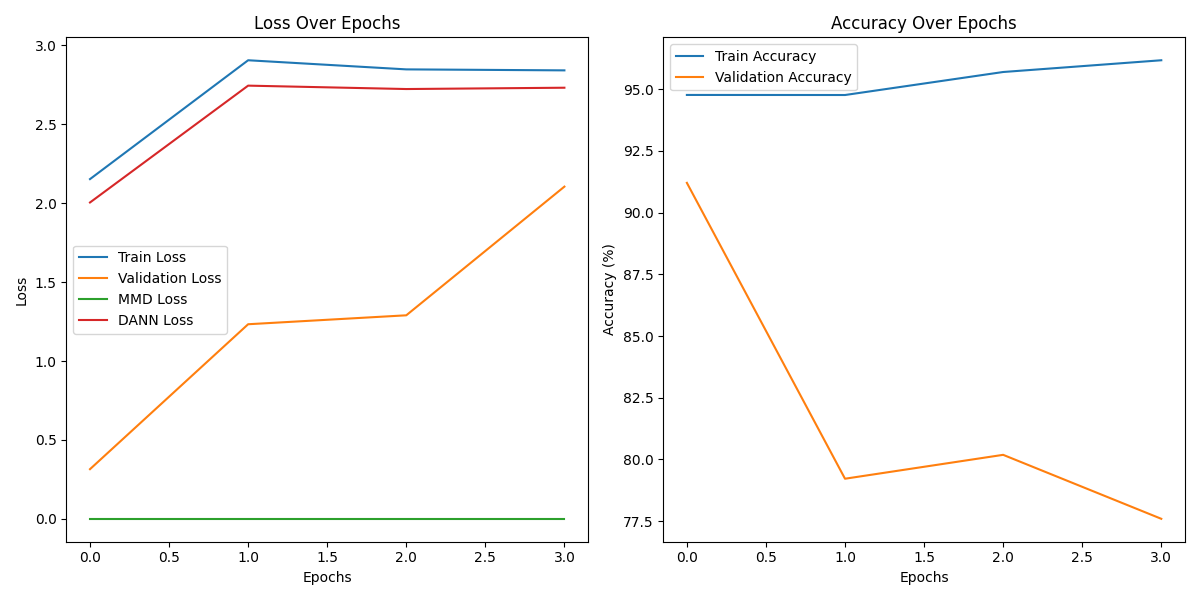 Loss Over Epochs
3.0
2.5
2.0
1.5
1.0
0.5
0.0
Loss
Train Loss
Validation Loss
MMD Loss
DANN Loss
0.0 0.5 1.0 1.5 2.0 2.5 3.0
Epochs
Accuracy Over Epochs
95.0
92.5
90.0
87.5
85.0
82.5
80.0
77.5
Accuracy (%)
Train Accuracy
Validation Accuracy
0.0 0.5 1.0 1.5 2.0 2.5 3.0
Epochs